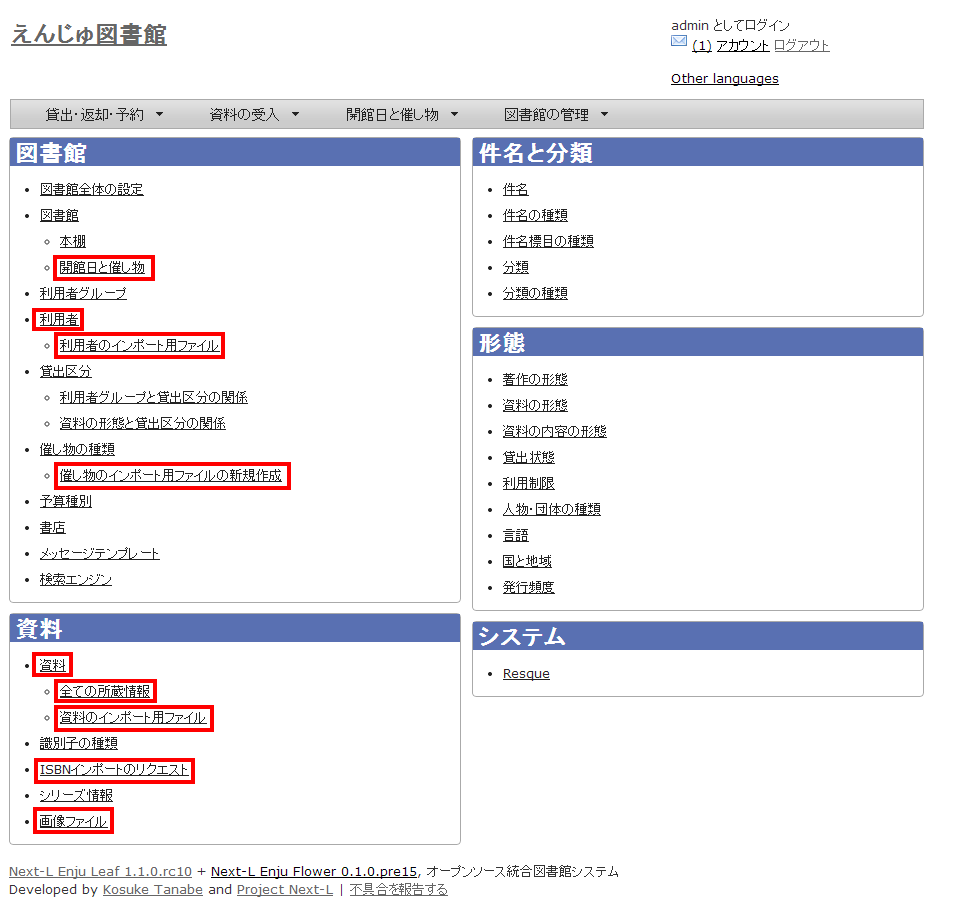 えんじゅ図書館
admin としてログイン
(1) アカウント ログアウト
Other languages
貸出・返却・予約 ▼ 資料の受入 ▼ 開館日と催し物 ▼ 図書館の管理 ▼
図書館
• 図書館全体の設定
• 図書館
◦ 本棚
◦ 開館日と催し物
• 利用者グループ
• 利用者
◦ 利用者のインポート用ファイル
• 貸出区分
◦ 利用者グループと貸出区分の関係
◦ 資料の形態と貸出区分の関係
• 催し物の種類
◦ 催し物のインポート用ファイルの新規作成
• 予算種別
• 書店
• メッセージテンプレート
• 検索エンジン
資料
• 資料
◦ 全ての所蔵情報
◦ 資料のインポート用ファイル
• 識別子の種類
• ISBNインポートのリクエスト
• シリーズ情報
• 画像ファイル
件名と分類
• 件名
• 件名の種類
• 件名標目の種類
• 分類
• 分類の種類
形態
• 著作の形態
• 資料の形態
• 資料の内容の形態
• 貸出状態
• 利用制限
• 人物・団体の種類
• 言語
• 国と地域
• 発行頻度
システム
• Resque
Next-L Enju Leaf 1.1.0.rc10 + Next-L Enju Flower 0.1.0.pre15, オープンソース統合図書館システム
Developed by Kosuke Tanabe and Project Next-L | 不具合を報告する